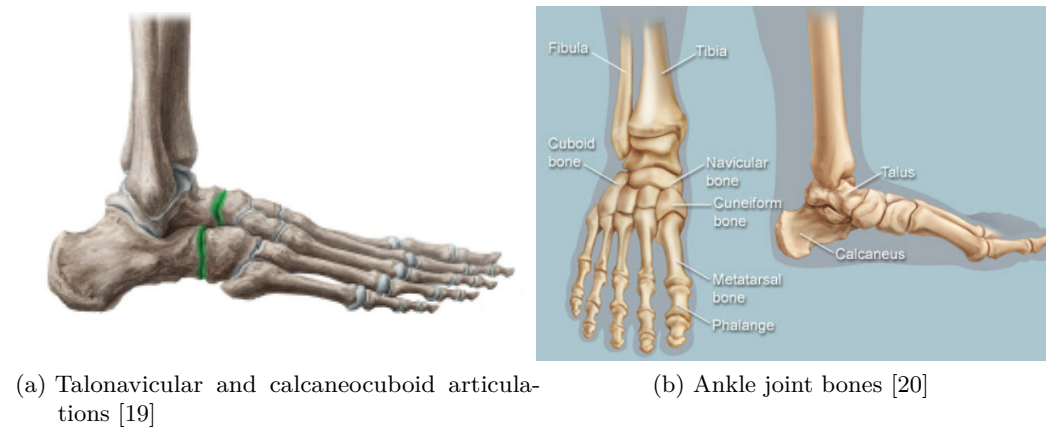 Fibula
Tibia
Cuboid
bone
Navicular
bone
Cuneiform
bone
Talus
Calcaneus
Metatarsal
bone
Phalange
(a) Talonavicular and calcaneocuboid articula-
tions [19]
(b) Ankle joint bones [20]